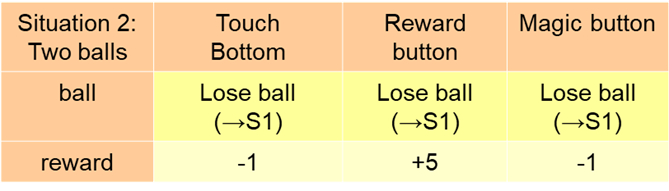 Situation 2: Touch Reward Magic button
Two balls Bottom button
ball Lose ball Lose ball Lose ball
(→S1) (→S1) (→S1)
reward -1 +5 -1